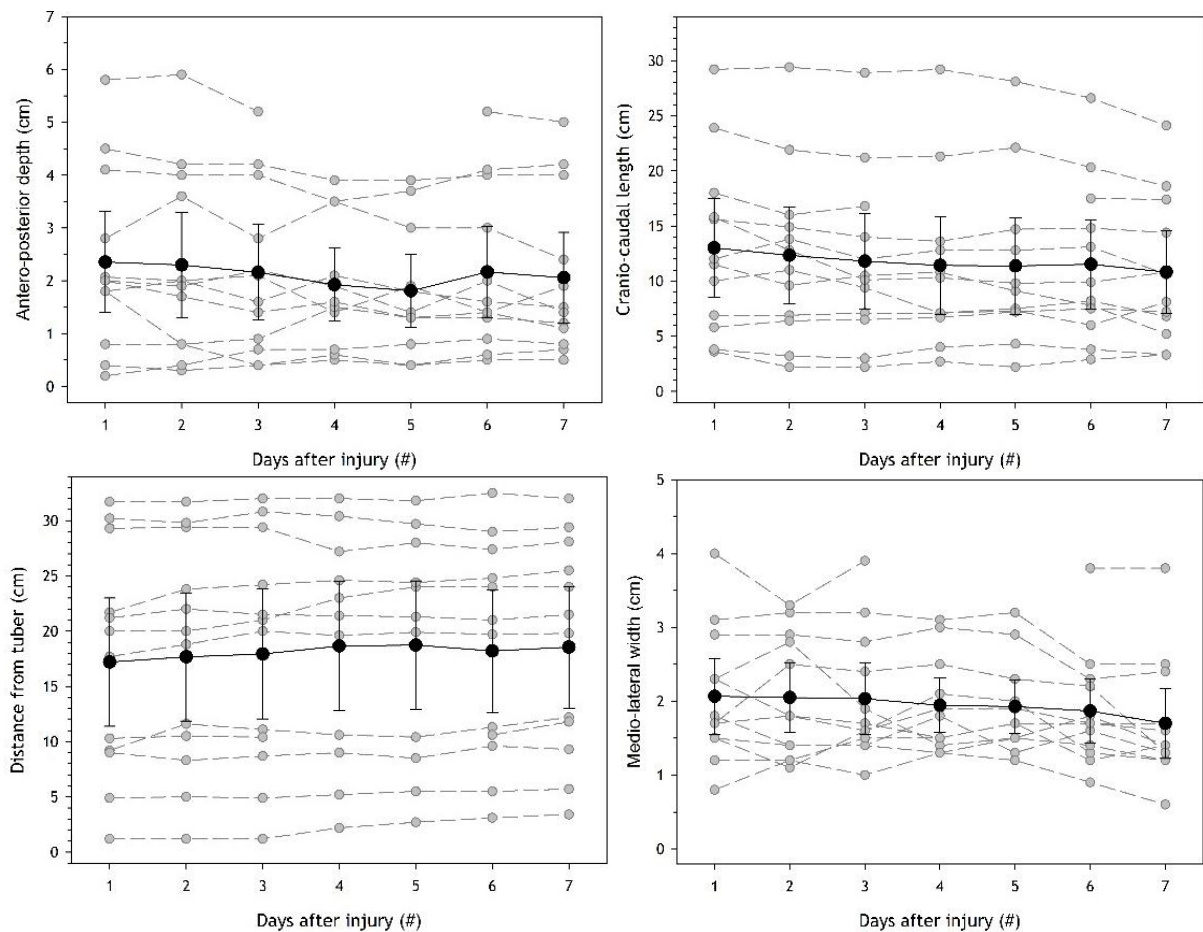 Antero-posterior depth (cm)
7
6
5
4
3
2
1
0
1 2 3 4 5 6 7
Days after injury (#)
Cranio-caudal length (cm)
30
25
20
15
10
5
0
1 2 3 4 5 6 7
Days after injury (#)
Distance from tuber (cm)
30
25
20
15
10
5
0
1 2 3 4 5 6 7
Days after injury (#)
Medio-lateral width (cm)
5
4
3
2
1
0
1 2 3 4 5 6 7
Days after injury (#)